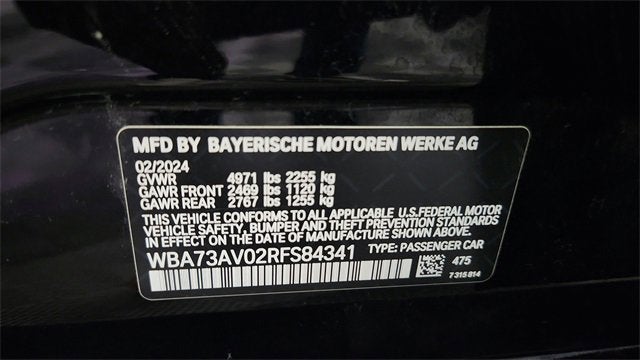 MFD BY BAYERISCHE MOTOREN WERKE AG
02/2024
GVWR 4971 lbs 2255 kg
GAWR FRONT 2469 lbs 1120 kg
GAWR REAR 2767 lbs 1255 kg
THIS VEHICLE CONFORMS TO ALL APPLICABLE U.S.FEDERAL MOTOR
VEHICLE SAFETY, BUMPER AND THEFT PREVENTION STANDARDS
IN EFFECT ON THE DATE OF MANUFACTURE SHOWN ABOVE.
WBA73AV02RFS84341 TYPE: PASSENGER CAR
475
7315814